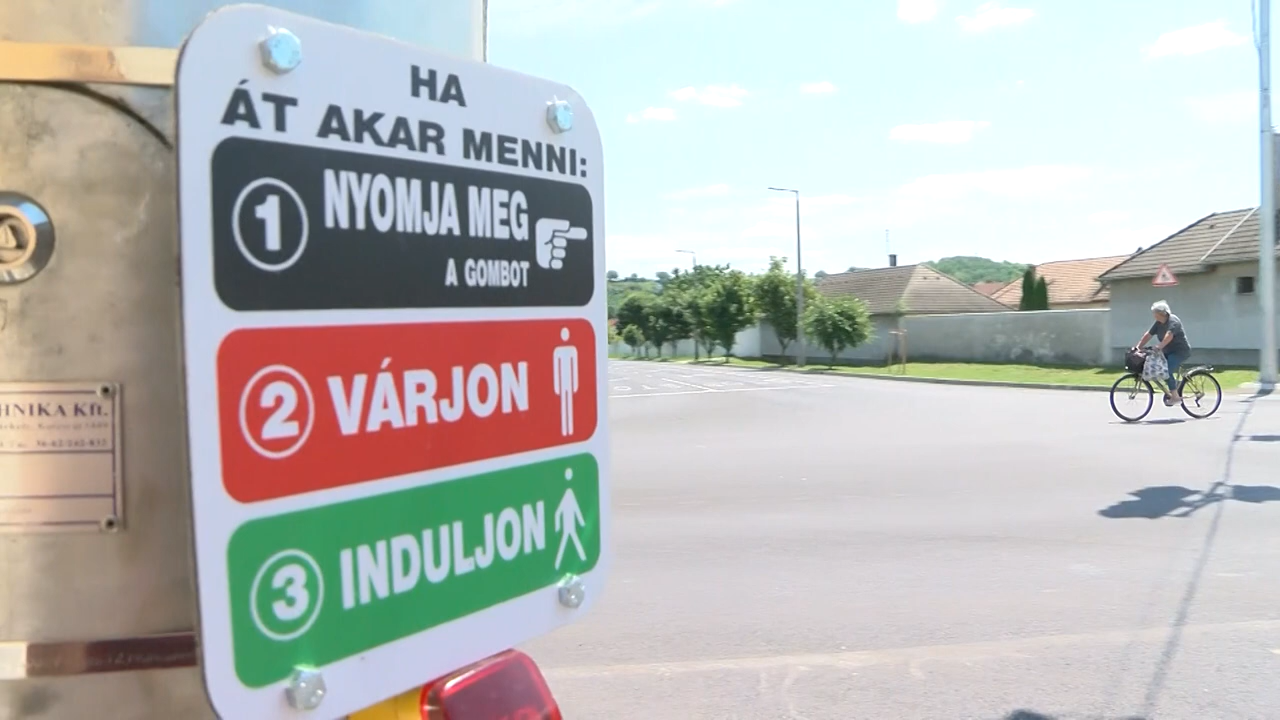 HA
ÁT AKAR MENNI:
1 NYOMJA MEG
A GOMBOT
2 VÁRJON
3 INDULJON
HNIKA Kft.